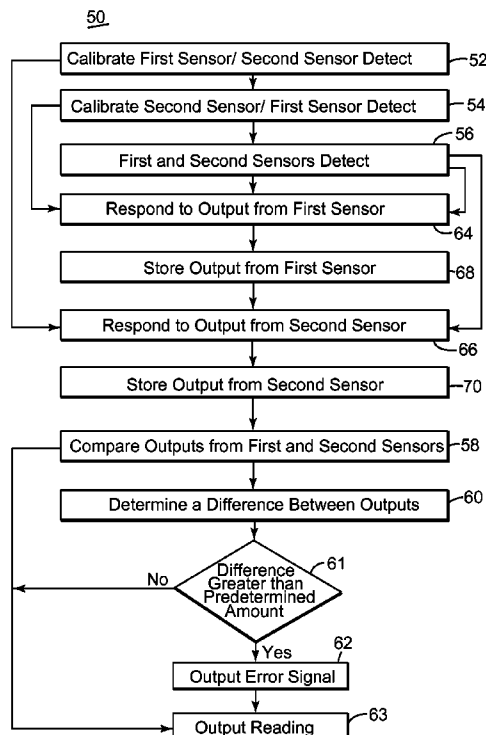 50
Calibrate First Sensor/ Second Sensor Detect
52
Calibrate Second Sensor/ First Sensor Detect
54
56
First and Second Sensors Detect
Respond to Output from First Sensor
64
Store Output from First Sensor
68
Respond to Output from Second Sensor
66
Store Output from Second Sensor
70
Compare Outputs from First and Second Sensors
58
Determine a Difference Between Outputs
60
61
Difference
Greater than
Predetermined
Amount
No
Yes
62
Output Error Signal
Output Reading
63